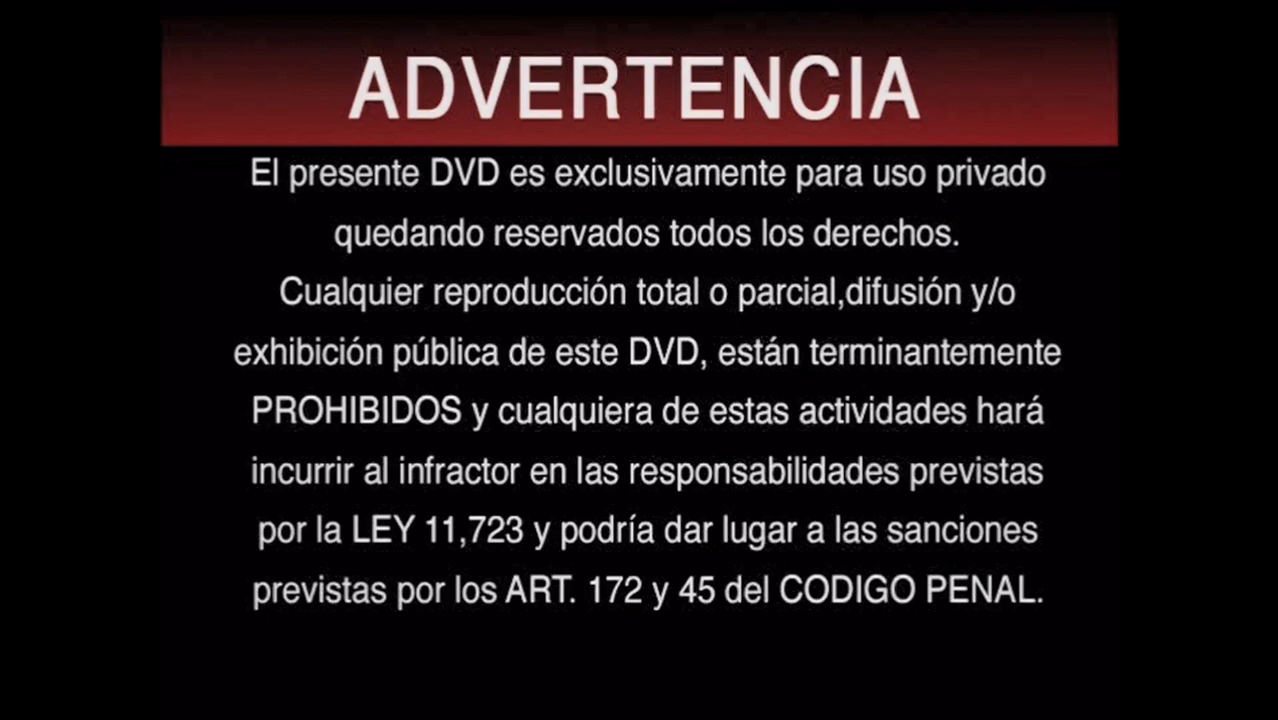 ADVERTENCIA
El presente DVD es exclusivamente para uso privado
quedando reservados todos los derechos.
Cualquier reproducción total o parcial,difusión y/o
exhibición pública de este DVD, están terminantemente
PROHIBIDOS y cualquiera de estas actividades hará
incurrir al infractor en las responsabilidades previstas
por la LEY 11,723 y podría dar lugar a las sanciones
previstas por los ART. 172 y 45 del CODIGO PENAL.